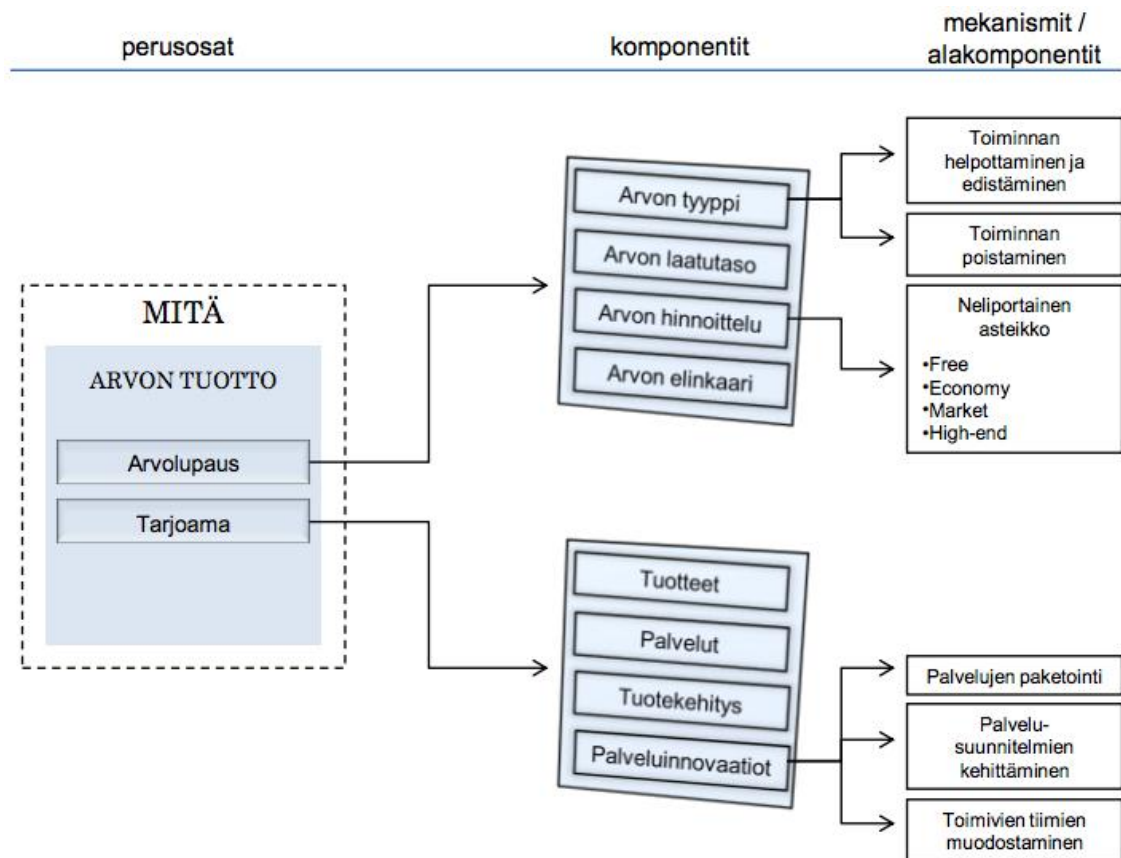 perusosat
komponentit
mekanismit /
alakomponentit
MITÄ
ARVON TUOTTO
Arvolupaus
Tarjoama
Arvon tyyppi
Arvon laatutaso
Arvon hinnoittelu
Arvon elinkaari
Toiminnan
helpottaminen ja
edistäminen
Toiminnan
poistaminen
Neliportainen
asteikko
•Free
•Economy
•Market
•High-end
Tuotteet
Palvelut
Tuotekehitys
Palveluinnovaatiot
Palvelujen paketointi
Palvelu-
suunnitelmien
kehittäminen
Toimivien tiimien
muodostaminen